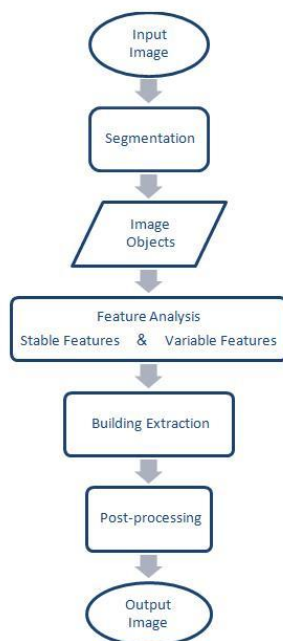 Input
Image
Segmentation
Image
Objects
Feature Analysis
Stable Features & Variable Features
Building Extraction
Post-processing
Output
Image